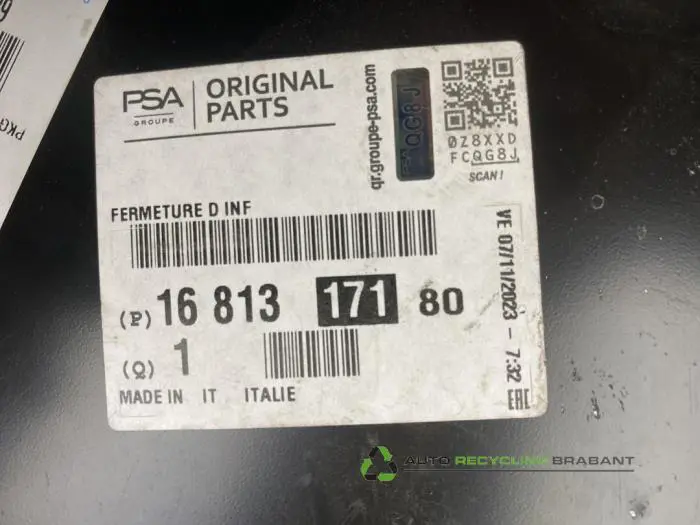 PSA
GROUPE
ORIGINAL
PARTS
qr.groupe-psa.com
QG8J
0Z8XXD
FCQG8J
SCAN!
FERMETURE D INF
(P) 16 813 171 80
(Q) 1
MADE IN IT ITALIE
VE 07/11/2023 - 7:32
EAC
PKG
AUTO RECYCLING BRABANT